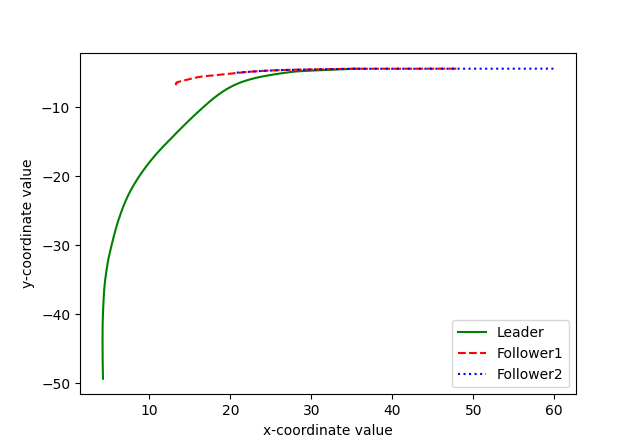 −10
−20
−30
−40
−50
y-coordinate value
10 20 30 40 50 60
x-coordinate value
Leader
Follower1
Follower2